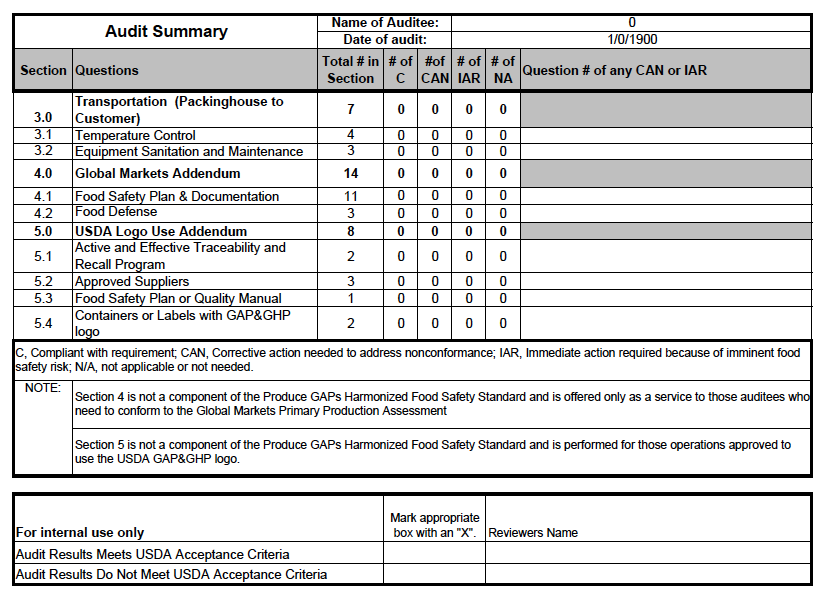 Audit Summary Name of Auditee: 0
Date of audit: 1/0/1900
Section Questions Total # in Section # of C #of CAN # of IAR # of NA Question # of any CAN or IAR
3.0 Transportation (Packinghouse to Customer) 7 0 0 0 0
3.1 Temperature Control 4 0 0 0 0
3.2 Equipment Sanitation and Maintenance 3 0 0 0 0
4.0 Global Markets Addendum 14 0 0 0 0
4.1 Food Safety Plan & Documentation 11 0 0 0 0
4.2 Food Defense 3 0 0 0 0
5.0 USDA Logo Use Addendum 8 0 0 0 0
5.1 Active and Effective Traceability and Recall Program 2 0 0 0 0
5.2 Approved Suppliers 3 0 0 0 0
5.3 Food Safety Plan or Quality Manual 1 0 0 0 0
5.4 Containers or Labels with GAP&GHP logo 2 0 0 0 0
C, Compliant with requirement; CAN, Corrective action needed to address nonconformance; IAR, Immediate action required because of imminent food
safety risk; N/A, not applicable or not needed.
NOTE:
Section 4 is not a component of the Produce GAPs Harmonized Food Safety Standard and is offered only as a service to those auditees who
need to conform to the Global Markets Primary Production Assessment
Section 5 is not a component of the Produce GAPs Harmonized Food Safety Standard and is performed for those operations approved to
use the USDA GAP&GHP logo.
For internal use only Mark appropriate box with an "X". Reviewers Name
Audit Results Meets USDA Acceptance Criteria
Audit Results Do Not Meet USDA Acceptance Criteria